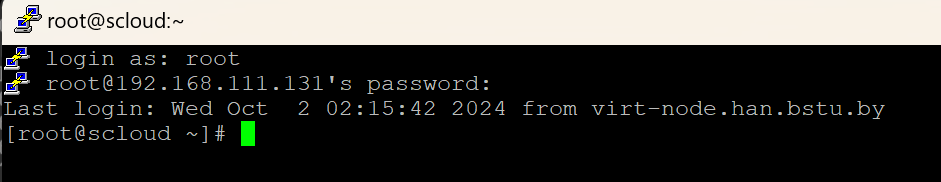 root@scloud:~
login as: root
root@192.168.111.131's password:
Last login: Wed Oct  2 02:15:42 2024 from virt-node.han.bstu.by
[root@scloud ~]#